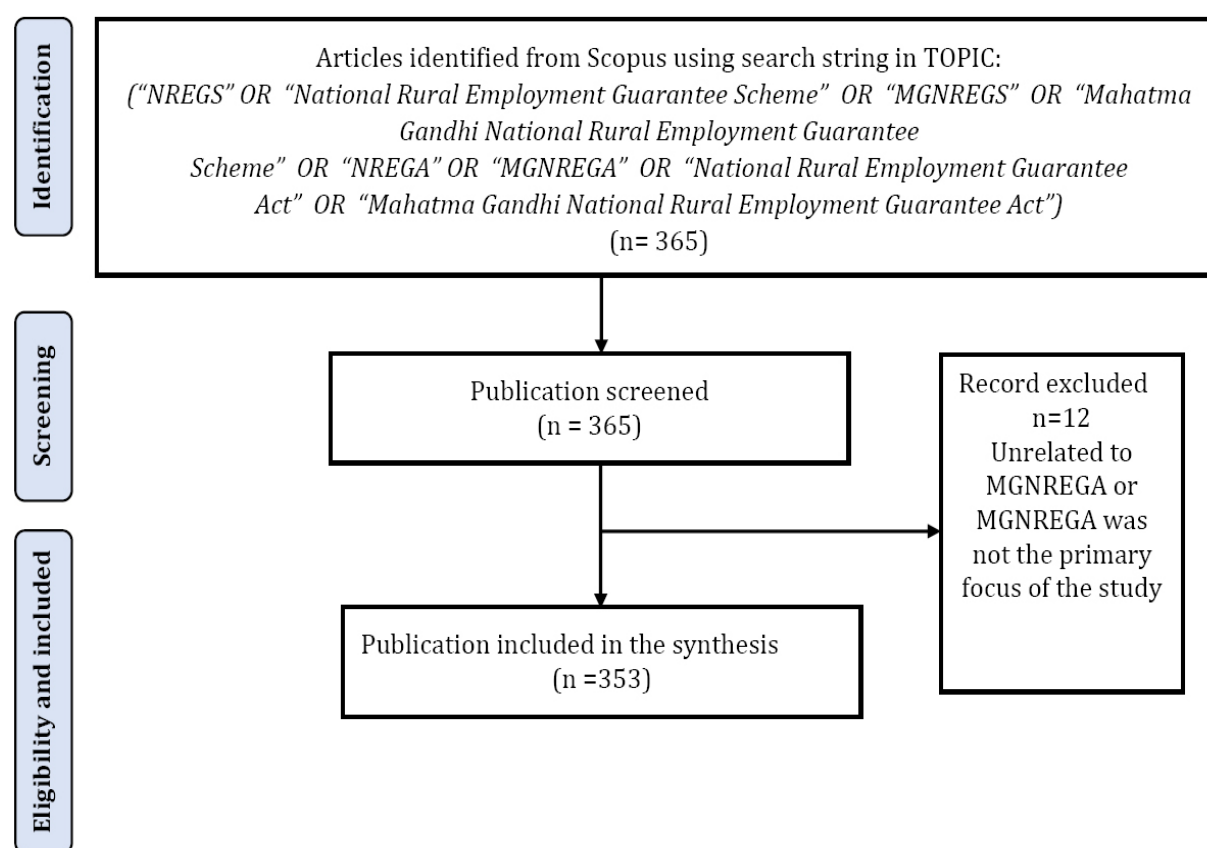 Identification
Articles identified from Scopus using search string in TOPIC:
(“NREGS” OR “National Rural Employment Guarantee Scheme” OR “MGNREGS” OR “Mahatma
Gandhi National Rural Employment Guarantee
Scheme” OR “NREGA” OR “MGNREGA” OR “National Rural Employment Guarantee
Act” OR “Mahatma Gandhi National Rural Employment Guarantee Act”)
(n= 365)
Screening
Publication screened
(n = 365)
Record excluded
n=12
Unrelated to
MGNREGA or
MGNREGA was
not the primary
focus of the study
Eligibility and included
Publication included in the synthesis
(n =353)